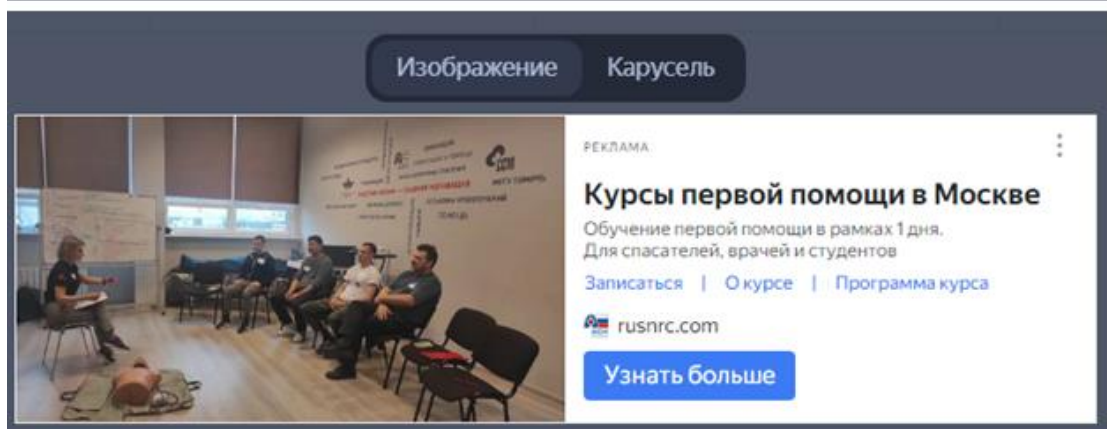 Изображение
Карусель
РЕКЛАМА
Курсы первой помощи в Москве
Обучение первой помощи в рамках 1 дня.
Для спасателей, врачей и студентов
Записаться | О курсе | Программа курса
rusnrc.com
Узнать больше